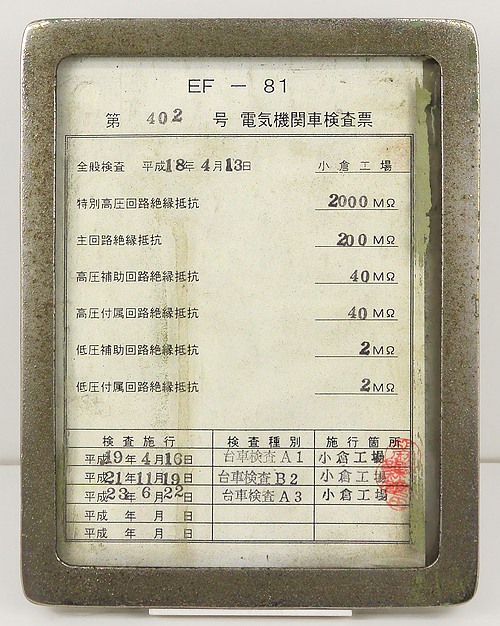 EF － 81
第 402 号 電気機関車検査票
全般検査 平成18年 4月13日 小倉工場
特別高圧回路絶縁抵抗 2000 MΩ
主回路絶縁抵抗 200 MΩ
高圧補助回路絶縁抵抗 40 MΩ
高圧付属回路絶縁抵抗 40 MΩ
低圧補助回路絶縁抵抗 2 MΩ
低圧付属回路絶縁抵抗 2 MΩ
検査施行 検査種別 施行箇所
平成19年 4月16日 台車検査A1 小倉工場
平成21年11月19日 台車検査B2 小倉工場
平成23年 6月22日 台車検査A3 小倉工場
平成 年 月 日
平成 年 月 日